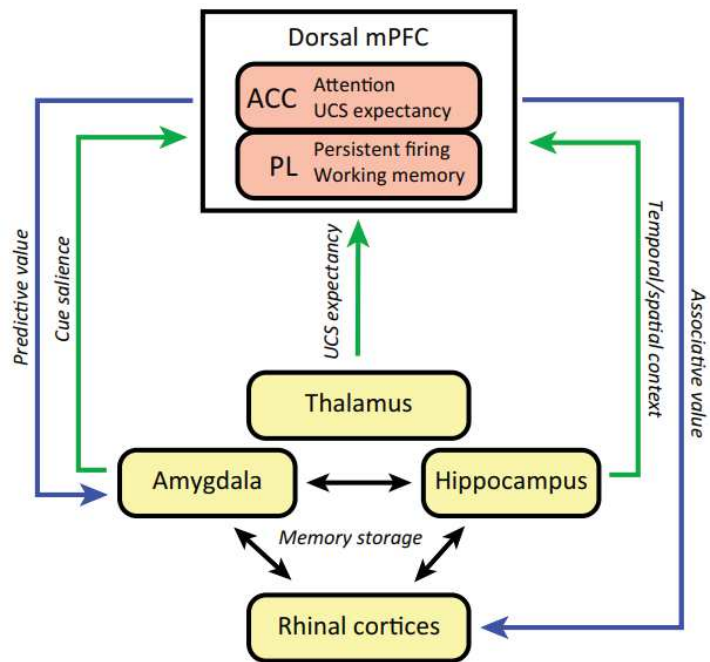 Dorsal mPFC
ACC
Attention
UCS expectancy
PL
Persistent firing
Working memory
Predictive value
Cue salience
UCS expectancy
Temporal/spatial context
Associative value
Thalamus
Amygdala
Hippocampus
Memory storage
Rhinal cortices